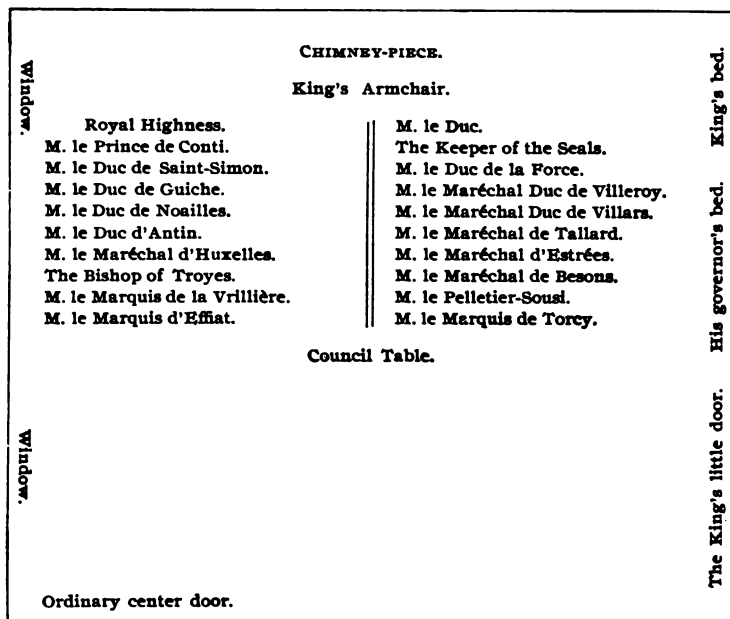 CHIMNEY-PIECE.
King's Armchair.
Royal Highness.
M. le Prince de Conti.
M. le Duc de Saint-Simon.
M. le Duc de Guiche.
M. le Duc de Noailles.
M. le Duc d'Antin.
M. le Maréchal d'Huxelles.
The Bishop of Troyes.
M. le Marquis de la Vrillière.
M. le Marquis d'Effiat.
M. le Duc.
The Keeper of the Seals.
M. le Duc de la Force.
M. le Maréchal Duc de Villeroy.
M. le Maréchal Duc de Villars.
M. le Maréchal de Tallard.
M. le Maréchal d'Estrées.
M. le Maréchal de Besons.
M. le Pelletier-Sousi.
M. le Marquis de Torcy.
Council Table.
Window.
Window.
King's bed.
His governor's bed.
The King's little door.
Ordinary center door.